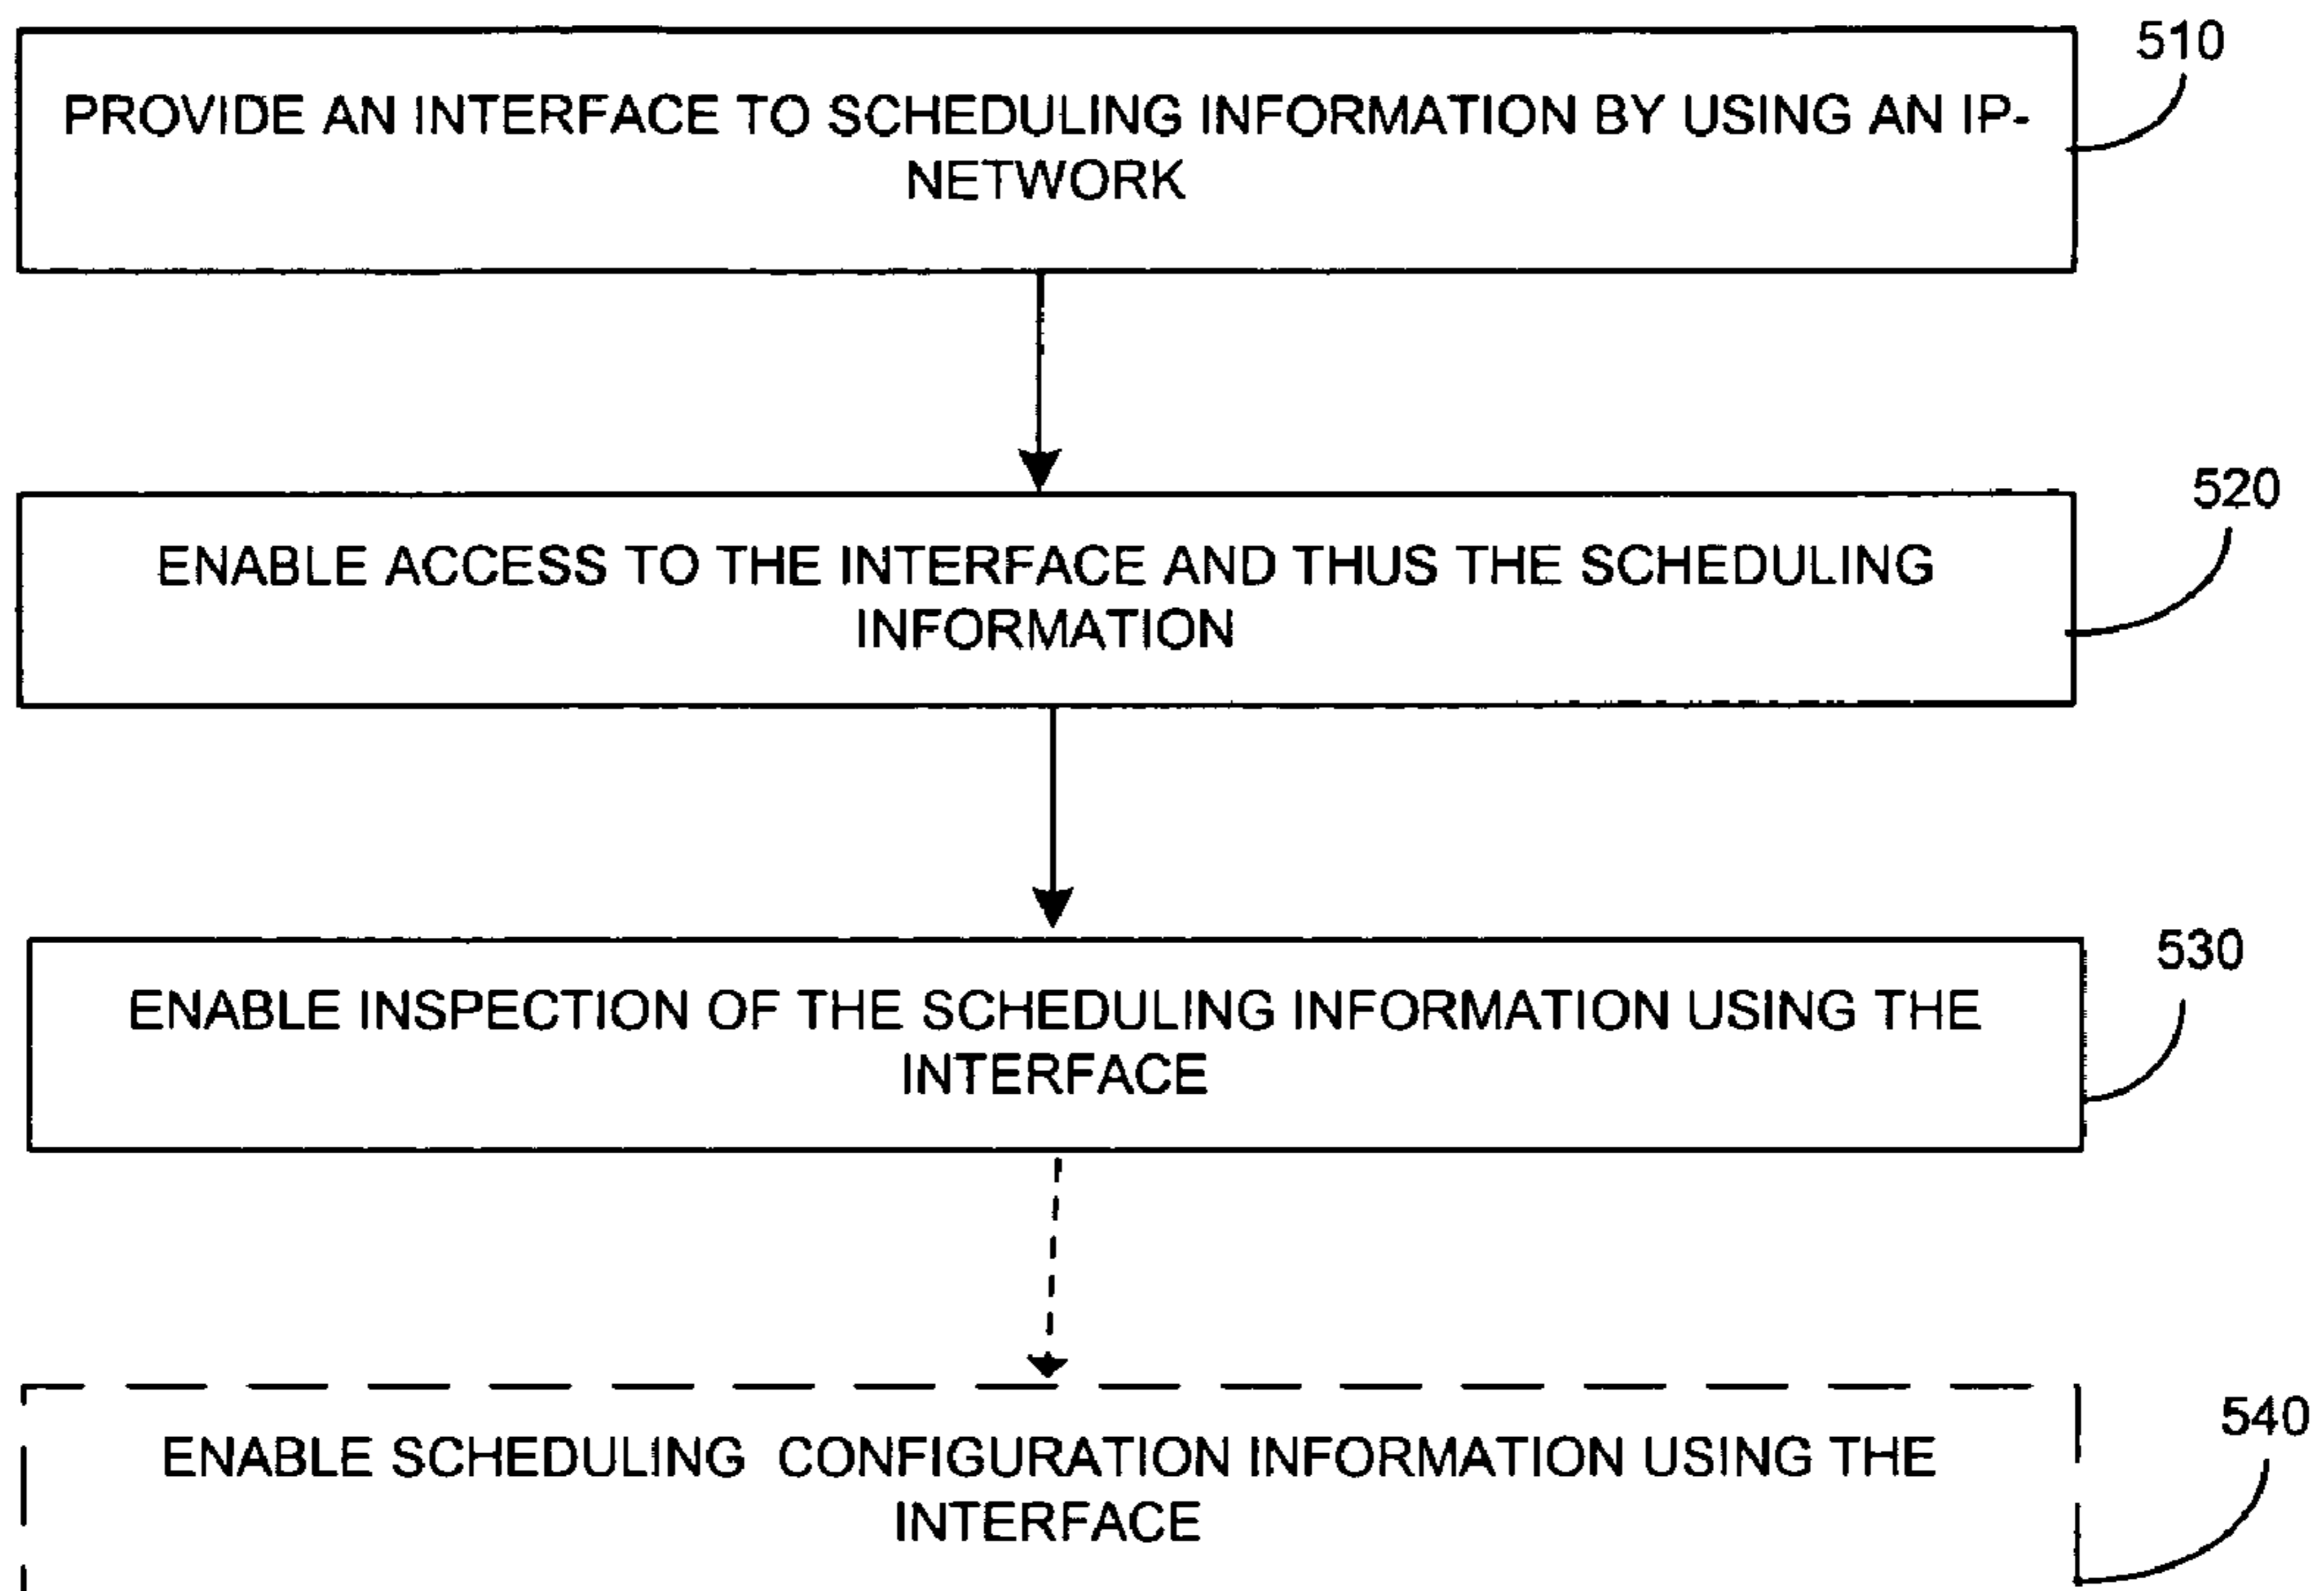 510
PROVIDE AN INTERFACE TO SCHEDULING INFORMATION BY USING AN IP-
NETWORK
520
ENABLE ACCESS TO THE INTERFACE AND THUS THE SCHEDULING
INFORMATION
530
ENABLE INSPECTION OF THE SCHEDULING INFORMATION USING THE
INTERFACE
540
ENABLE SCHEDULING CONFIGURATION INFORMATION USING THE
INTERFACE